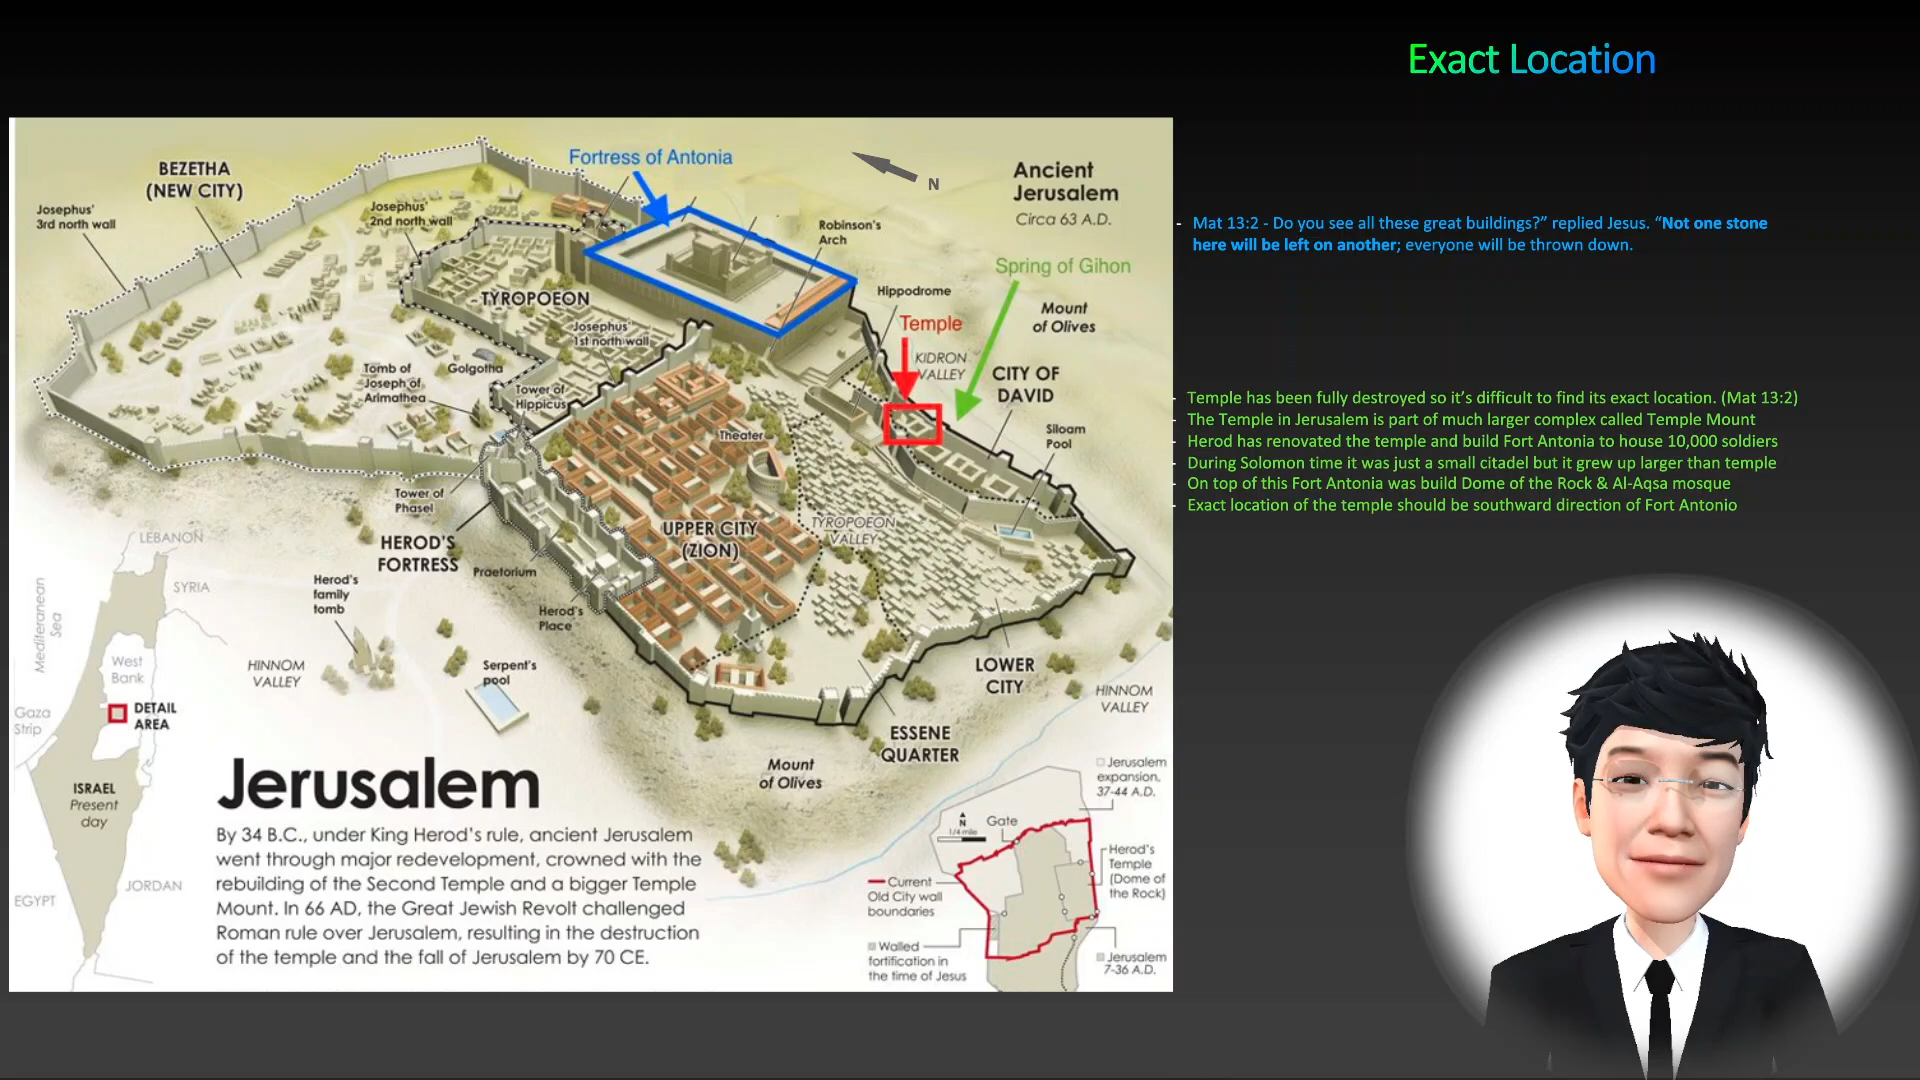 Exact Location
Fortress of Antonia
N
BEZETHA
(NEW CITY)
Ancient
Jerusalem
Circa 63 A.D.
Josephus'
3rd north wall
Josephus'
2nd north wall
Robinson's
Arch
Spring of Gihon
Hippodrome
TYROPOEON
Mount
of Olives
Temple
Josephus'
1st north wall
KIDRON
VALLEY
Tomb of
Joseph of
Arimathea
Golgotha
CITY OF
DAVID
Tower of
Hippicus
Theater
Siloam
Pool
Tower of
Phasel
UPPER CITY
(ZION)
TYROPOEON
VALLEY
HEROD'S
FORTRESS
Praetorium
Herod's
family
tomb
Herod's
Place
HINNOM
VALLEY
Serpent's
pool
LOWER
CITY
HINNOM
VALLEY
ESSENE
QUARTER
Mount
of Olives
LEBANON
SYRIA
Mediteranean
Sea
West
Bank
Gaza
Strip
DETAIL
AREA
ISRAEL
Present
day
JORDAN
EGYPT
Jerusalem
By 34 B.C., under King Herod's rule, ancient Jerusalem
went through major redevelopment, crowned with the
rebuilding of the Second Temple and a bigger Temple
Mount. In 66 AD, the Great Jewish Revolt challenged
Roman rule over Jerusalem, resulting in the destruction
of the temple and the fall of Jerusalem by 70 CE.
Jerusalem
expansion,
37-44 A.D.
N
1/4 mile
Gate
Herod's
Temple
(Dome of
the Rock)
Current
Old City wall
boundaries
Walled
fortification in
the time of Jesus
Jerusalem
7-36 A.D.
- Mat 13:2 - Do you see all these great buildings?” replied Jesus. “Not one stone
here will be left on another; everyone will be thrown down.
- Temple has been fully destroyed so it’s difficult to find its exact location. (Mat 13:2)
- The Temple in Jerusalem is part of much larger complex called Temple Mount
- Herod has renovated the temple and build Fort Antonia to house 10,000 soldiers
- During Solomon time it was just a small citadel but it grew up larger than temple
- On top of this Fort Antonia was build Dome of the Rock & Al-Aqsa mosque
- Exact location of the temple should be southward direction of Fort Antonio